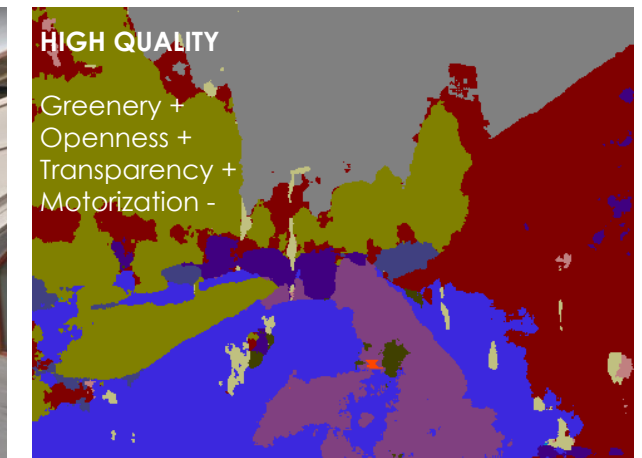 HIGH QUALITY
Greenery +
Openness +
Transparency +
Motorization -